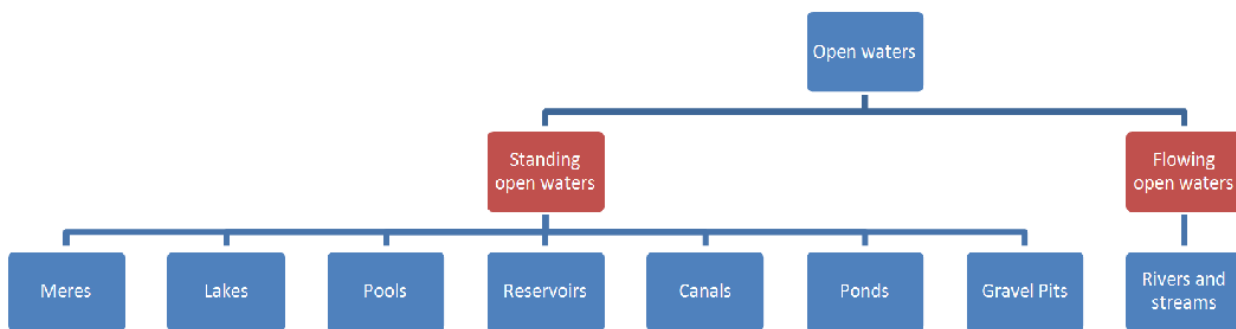 Open waters
Standing
open waters
Flowing
open waters
Meres
Lakes
Pools
Reservoirs
Canals
Ponds
Gravel Pits
Rivers and
streams